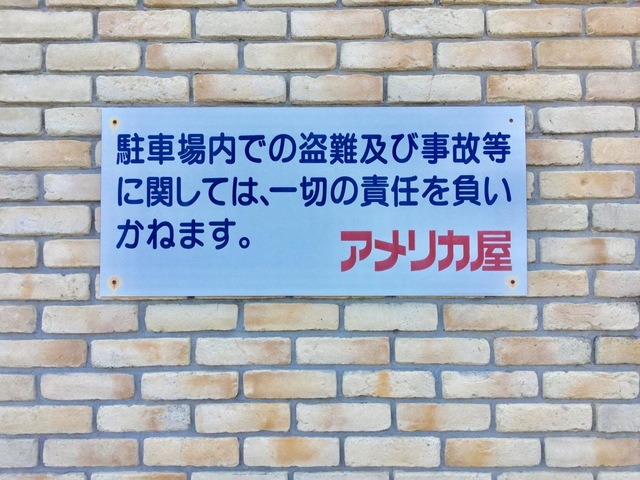 駐車場内での盗難及び事故等
に関しては、一切の責任を負い
かねます。
アメリカ屋